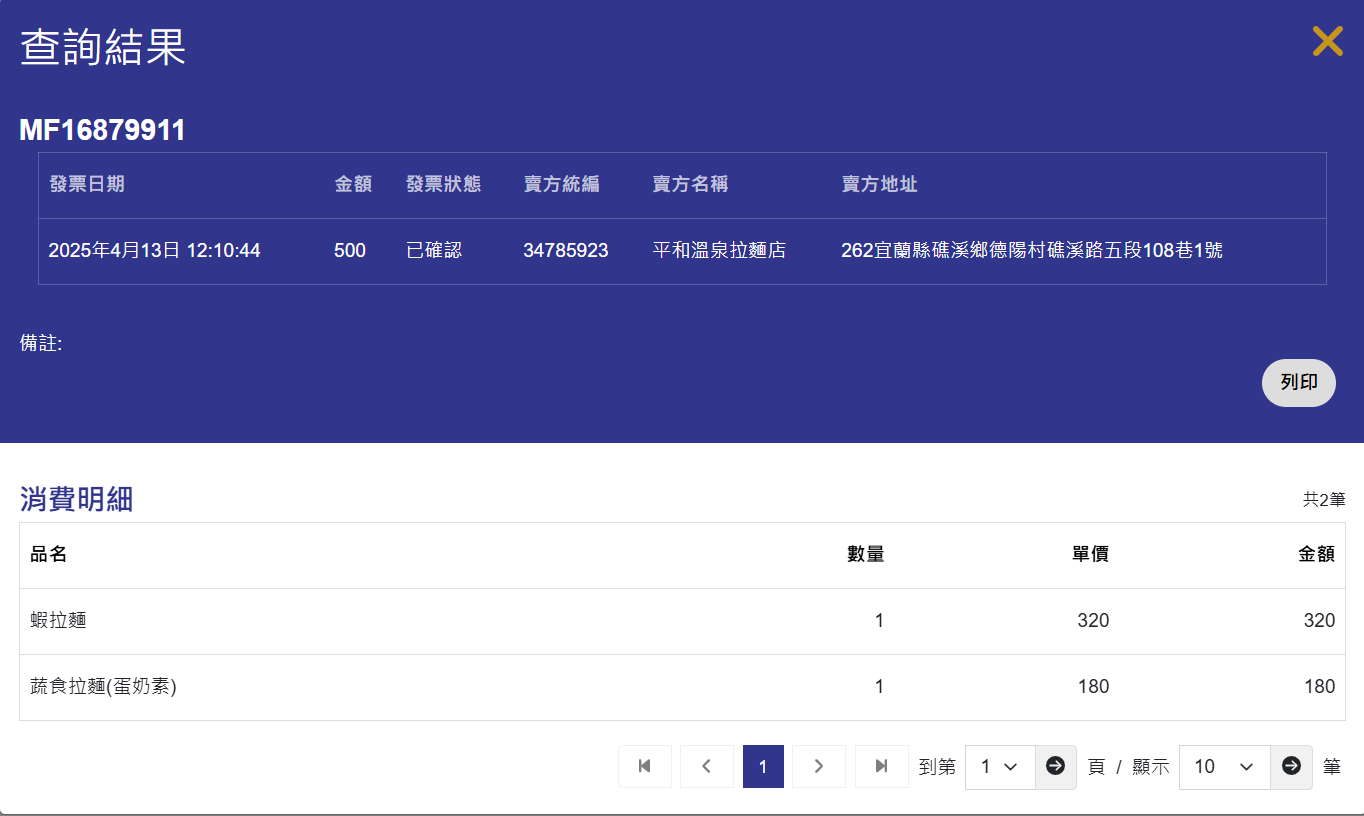 查詢結果
MF16879911
發票日期 金額 發票狀態 賣方統編 賣方名稱 賣方地址
2025年4月13日 12:10:44 500 已確認 34785923 平和溫泉拉麵店 262宜蘭縣礁溪鄉德陽村礁溪路五段108巷1號
備註:
列印
消費明細 共2筆
品名 數量 單價 金額
蝦拉麵 1 320 320
蔬食拉麵(蛋奶素) 1 180 180
1 到第 1 頁 / 顯示 10 筆